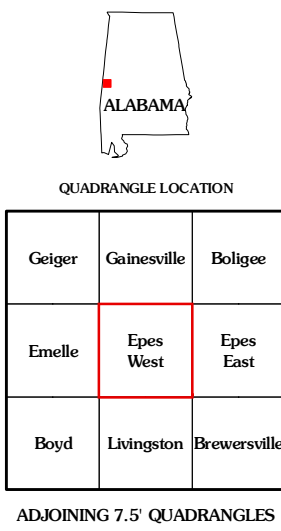 ALABAMA
QUADRANGLE LOCATION
Geiger Gainesville Boligee
Emelle Epes West Epes East
Boyd Livingston Brewersville
ADJOINING 7.5' QUADRANGLES